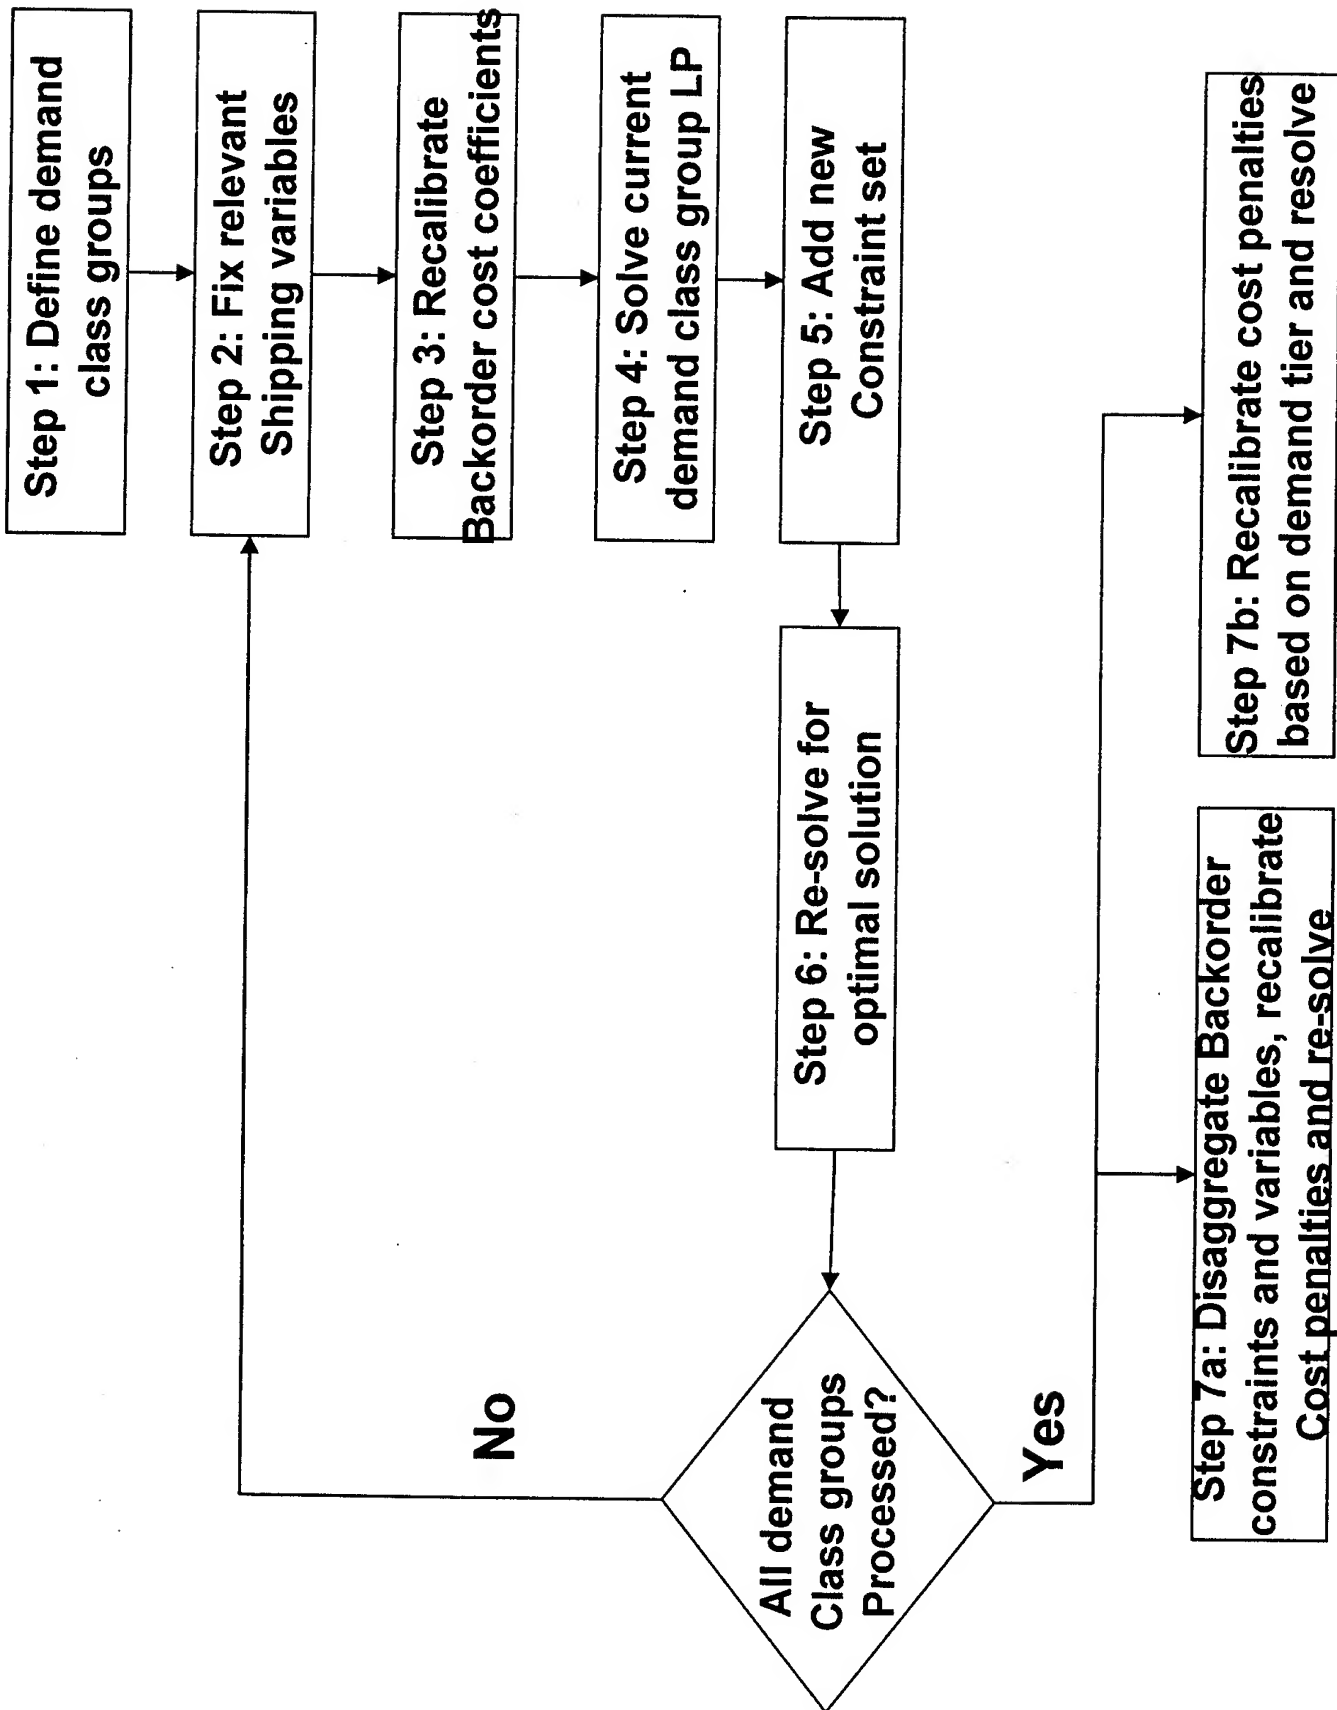 Step 1: Define demand
class groups
Step 2: Fix relevant
Shipping variables
Step 3: Recalibrate
Backorder cost coefficients
Step 4: Solve current
demand class group LP
Step 5: Add new
Constraint set
Step 6: Re-solve for
optimal solution
All demand
Class groups
Processed?
No
Yes
Step 7a: Disaggregate Backorder
constraints and variables, recalibrate
Cost penalties and re-solve
Step 7b: Recalibrate cost penalties
based on demand tier and resolve